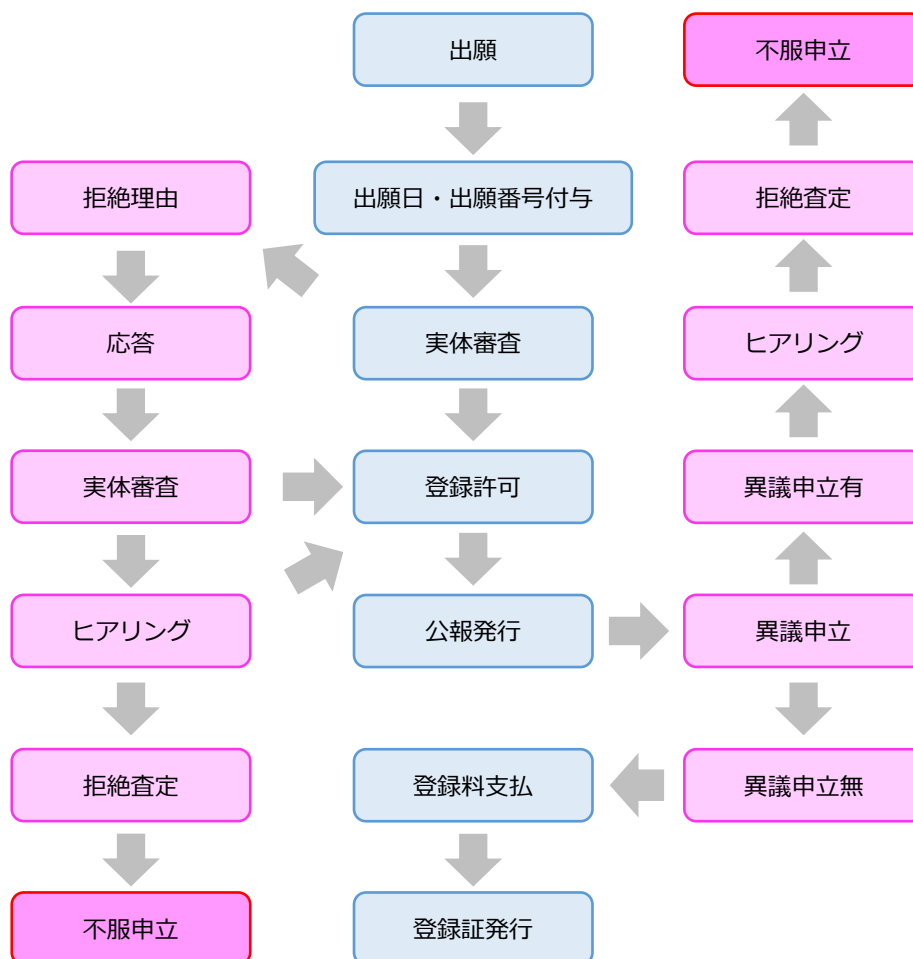 出願
不服申立
拒絶理由
出願日・出願番号付与
拒絶査定
応答
実体審査
ヒアリング
実体審査
登録許可
異議申立有
ヒアリング
公報発行
異議申立
拒絶査定
登録料支払
異議申立無
不服申立
登録証発行